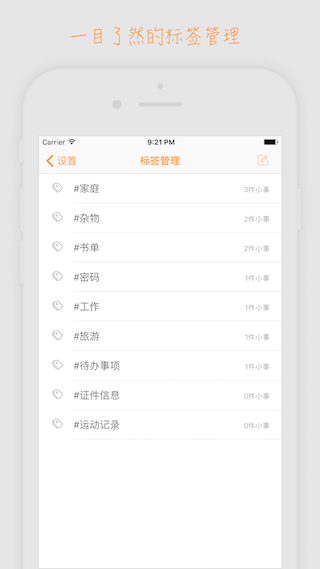 一目了然的标签管理
Carrier 9:21 PM
设置 标签管理
#家庭 3件小事
#杂物 2件小事
#书单 2件小事
#密码 1件小事
#工作 1件小事
#旅游 1件小事
#待办事项 1件小事
#证件信息 0件小事
#运动记录 0件小事